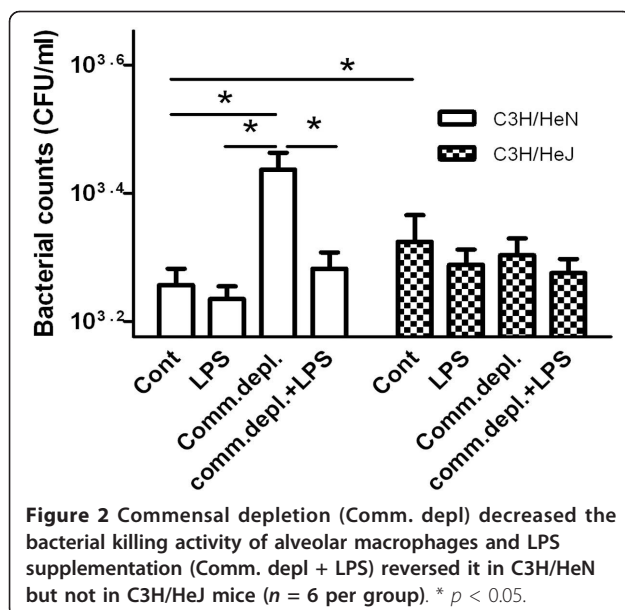 Bacterial counts (CFU/ml)
10^3.6
10^3.4
10^3.2
*
*
*
*
C3H/HeN
C3H/HeJ
Cont
LPS
Comm.depl.
comm.depl.+LPS
Cont
LPS
Comm.depl.
comm.depl.+LPS
Figure 2 Commensal depletion (Comm. depl) decreased the
bacterial killing activity of alveolar macrophages and LPS
supplementation (Comm. depl + LPS) reversed it in C3H/HeN
but not in C3H/HeJ mice (n = 6 per group). * p < 0.05.